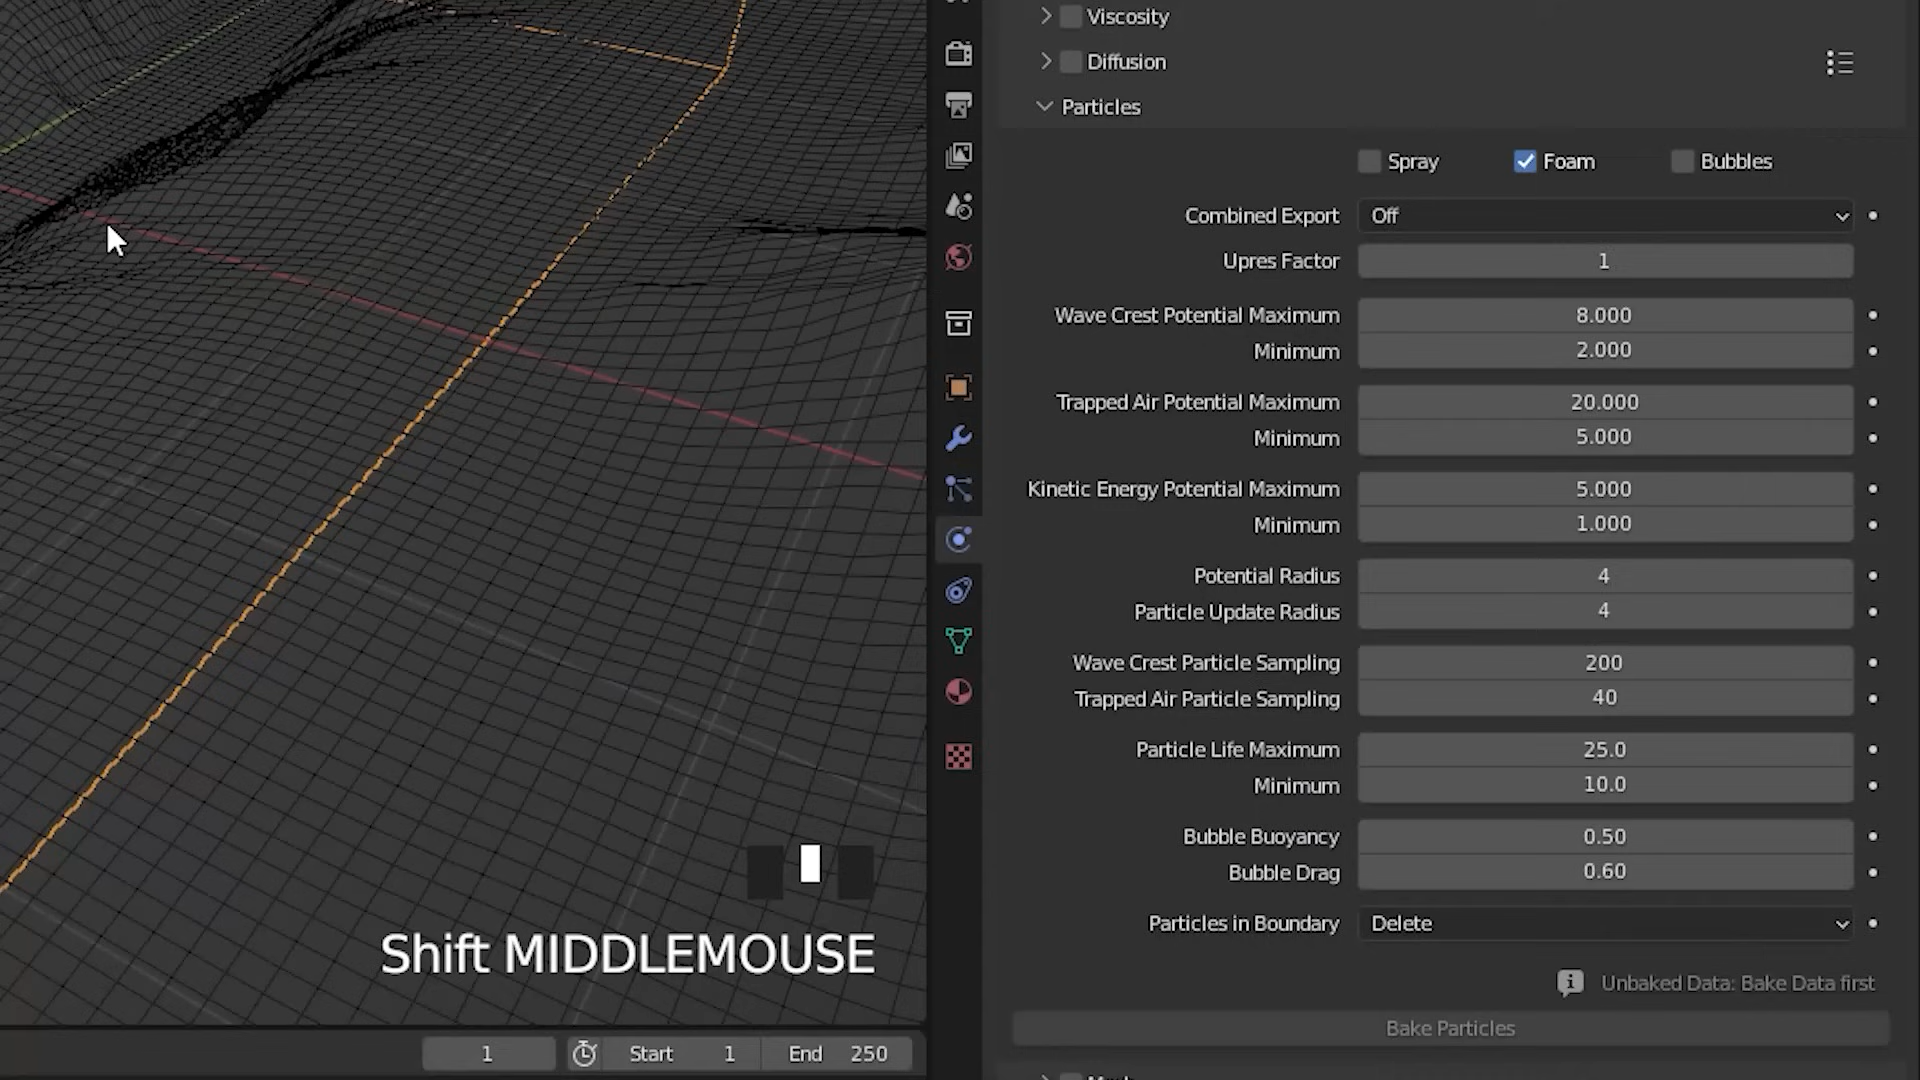 Viscosity
Diffusion
Particles
Spray Foam Bubbles
Combined Export Off
Upres Factor 1
Wave Crest Potential Maximum 8.000
Minimum 2.000
Trapped Air Potential Maximum 20.000
Minimum 5.000
Kinetic Energy Potential Maximum 5.000
Minimum 1.000
Potential Radius 4
Particle Update Radius 4
Wave Crest Particle Sampling 200
Trapped Air Particle Sampling 40
Particle Life Maximum 25.0
Minimum 10.0
Bubble Buoyancy 0.50
Bubble Drag 0.60
Particles in Boundary Delete
Unbaked Data: Bake Data first
Bake Particles
Shift MIDDLEMOUSE
1 Start 1 End 250